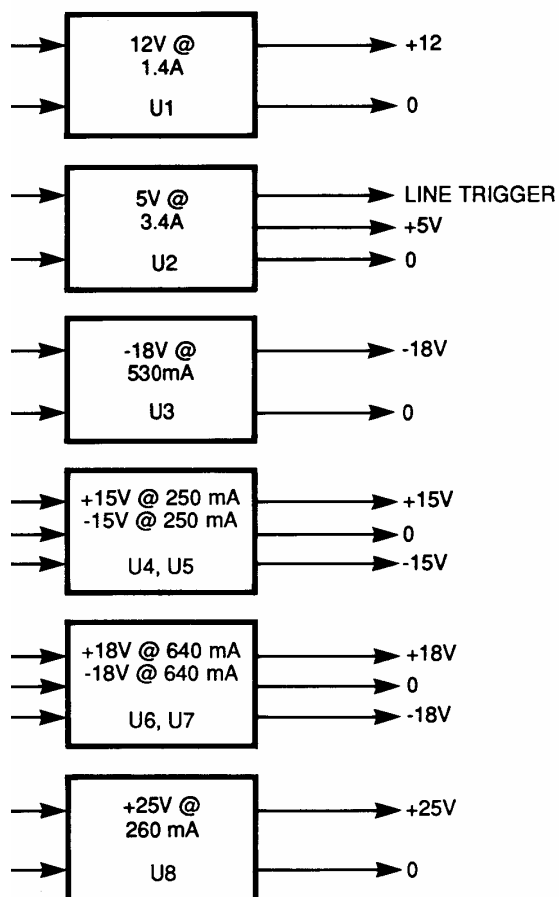 12V @
1.4A
U1
+12
0
5V @
3.4A
U2
LINE TRIGGER
+5V
0
-18V @
530mA
U3
-18V
0
+15V @ 250 mA
-15V @ 250 mA
U4, U5
+15V
0
-15V
+18V @ 640 mA
-18V @ 640 mA
U6, U7
+18V
0
-18V
+25V @
260 mA
U8
+25V
0